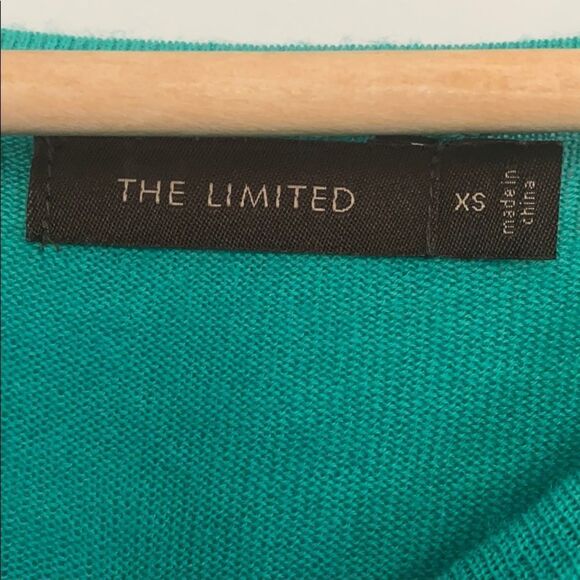 THE LIMITED
XS
made in
china